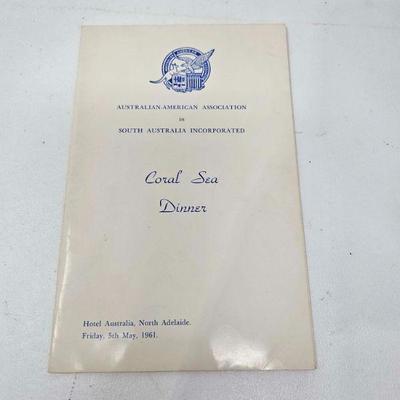 AUSTRALIAN-AMERICAN ASSOCIATION
IN
SOUTH AUSTRALIA INCORPORATED
Coral Sea
Dinner
Hotel Australia, North Adelaide.
Friday, 5th May, 1961.